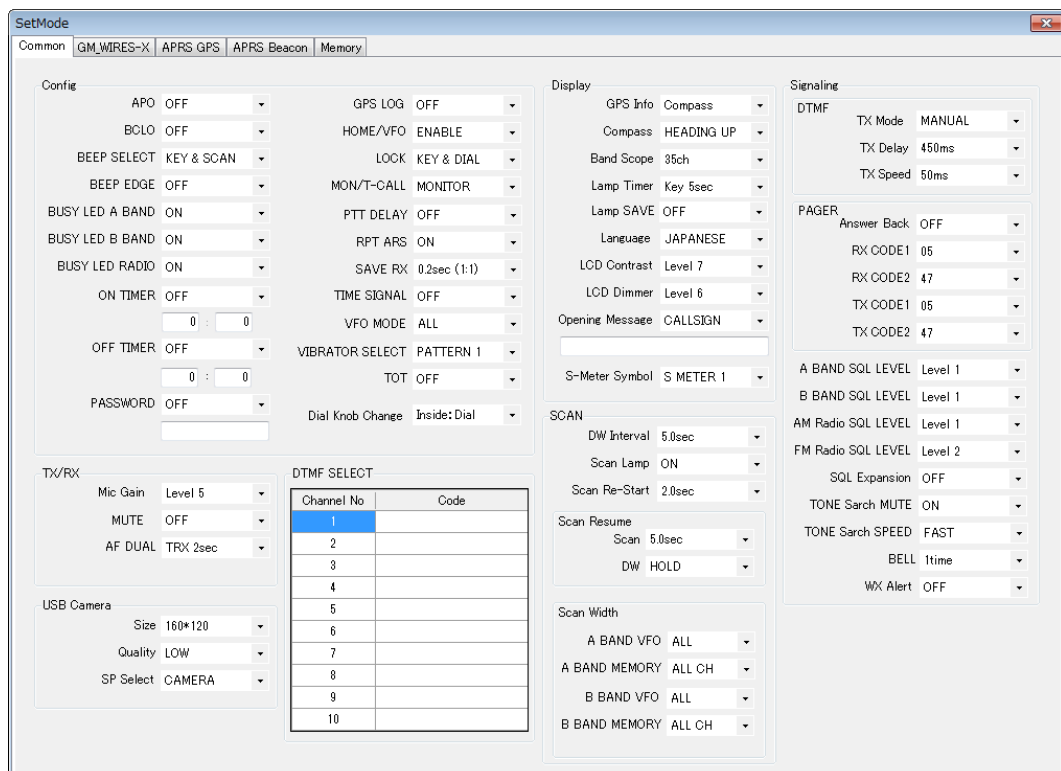 SetMode
Common GM_WIRES-X APRS GPS APRS Beacon Memory
Config
APO OFF
BCLO OFF
BEEP SELECT KEY & SCAN
BEEP EDGE OFF
BUSY LED A BAND ON
BUSY LED B BAND ON
BUSY LED RADIO ON
ON TIMER OFF
0 : 0
OFF TIMER OFF
0 : 0
PASSWORD OFF
GPS LOG OFF
HOME/VFO ENABLE
LOCK KEY & DIAL
MON/T-CALL MONITOR
PTT DELAY OFF
RPT ARS ON
SAVE RX 0.2sec (1:1)
TIME SIGNAL OFF
VFO MODE ALL
VIBRATOR SELECT PATTERN 1
TOT OFF
Dial Knob Change Inside:Dial
TX/RX
Mic Gain Level 5
MUTE OFF
AF DUAL TRX 2sec
USB Camera
Size 160*120
Quality LOW
SP Select CAMERA
DTMF SELECT
Channel No Code
1
2
3
4
5
6
7
8
9
10
Display
GPS Info Compass
Compass HEADING UP
Band Scope 35ch
Lamp Timer Key 5sec
Lamp SAVE OFF
Language JAPANESE
LCD Contrast Level 7
LCD Dimmer Level 6
Opening Message CALLSIGN
S-Meter Symbol S METER 1
SCAN
DW Interval 5.0sec
Scan Lamp ON
Scan Re-Start 2.0sec
Scan Resume
Scan 5.0sec
DW HOLD
Scan Width
A BAND VFO ALL
A BAND MEMORY ALL CH
B BAND VFO ALL
B BAND MEMORY ALL CH
Signaling
DTMF
TX Mode MANUAL
TX Delay 450ms
TX Speed 50ms
PAGER
Answer Back OFF
RX CODE1 05
RX CODE2 47
TX CODE1 05
TX CODE2 47
A BAND SQL LEVEL Level 1
B BAND SQL LEVEL Level 1
AM Radio SQL LEVEL Level 1
FM Radio SQL LEVEL Level 2
SQL Expansion OFF
TONE Sarch MUTE ON
TONE Sarch SPEED FAST
BELL 1time
WX Alert OFF